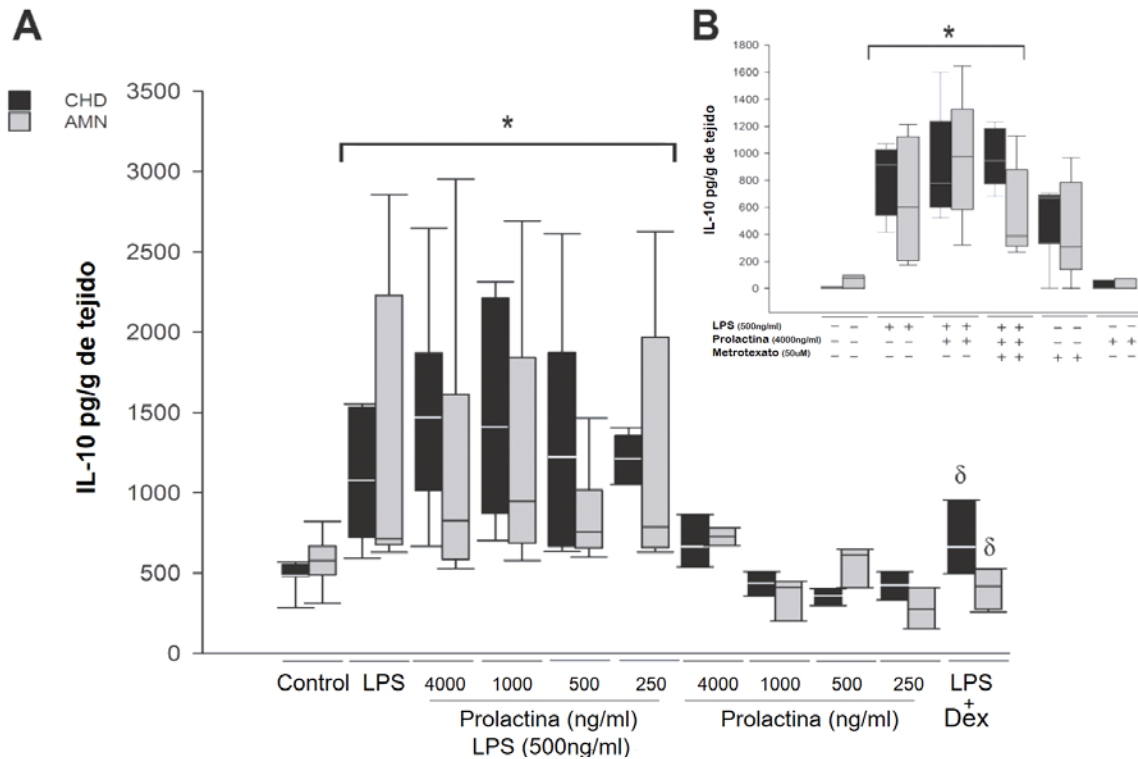 A
CHD
AMN
IL-10 pg/g de tejido
3500
3000
2500
2000
1500
1000
500
0
*
δ
δ
Control LPS 4000 1000 500 250 4000 1000 500 250 LPS
+
Dex
Prolactina (ng/ml) Prolactina (ng/ml)
LPS (500ng/ml)
B
IL-10 pg/g de tejido
1800
1600
1400
1200
1000
800
600
400
200
0
*
LPS (500ng/ml) − − + + + + + + − − − −
Prolactina (4000ng/ml) − − − − + + + + − − + +
Metrotexato (50uM) − − − − − − + + + + − −